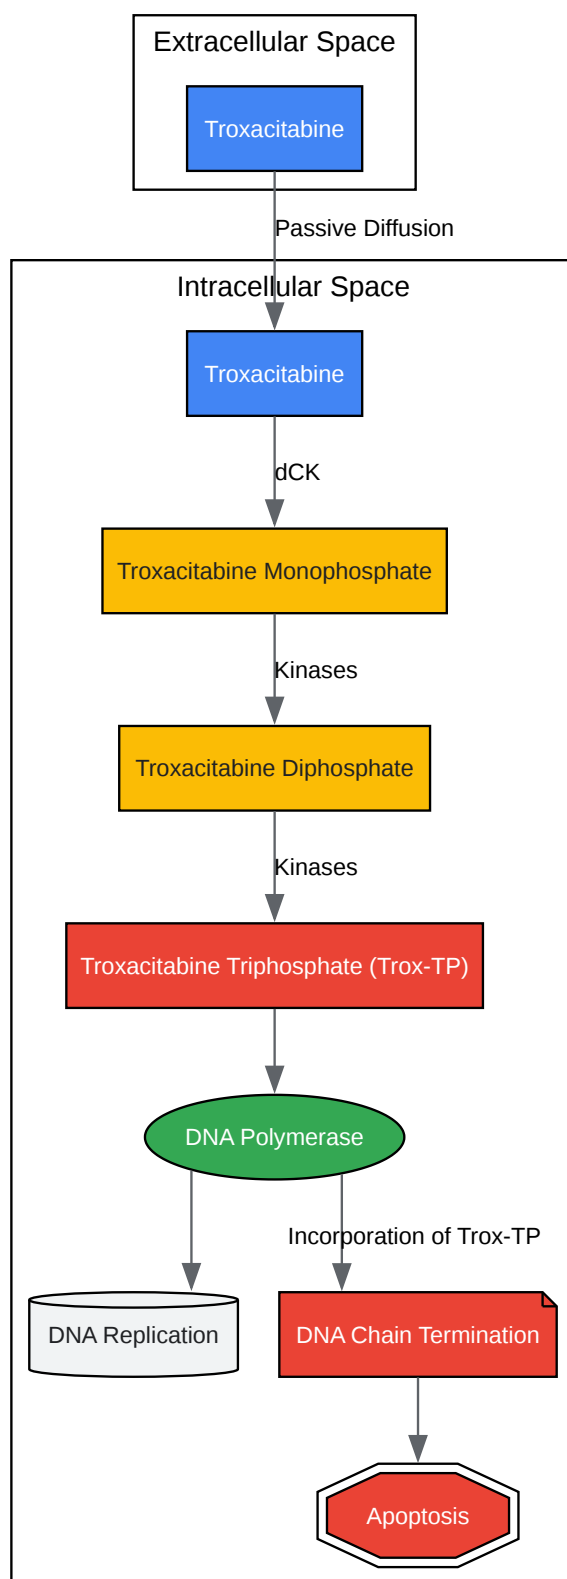 Extracellular Space
Troxacitabine
Passive Diffusion
Intracellular Space
Troxacitabine
dCK
Troxacitabine Monophosphate
Kinases
Troxacitabine Diphosphate
Kinases
Troxacitabine Triphosphate (Trox-TP)
DNA Polymerase
Incorporation of Trox-TP
DNA Replication
DNA Chain Termination
Apoptosis